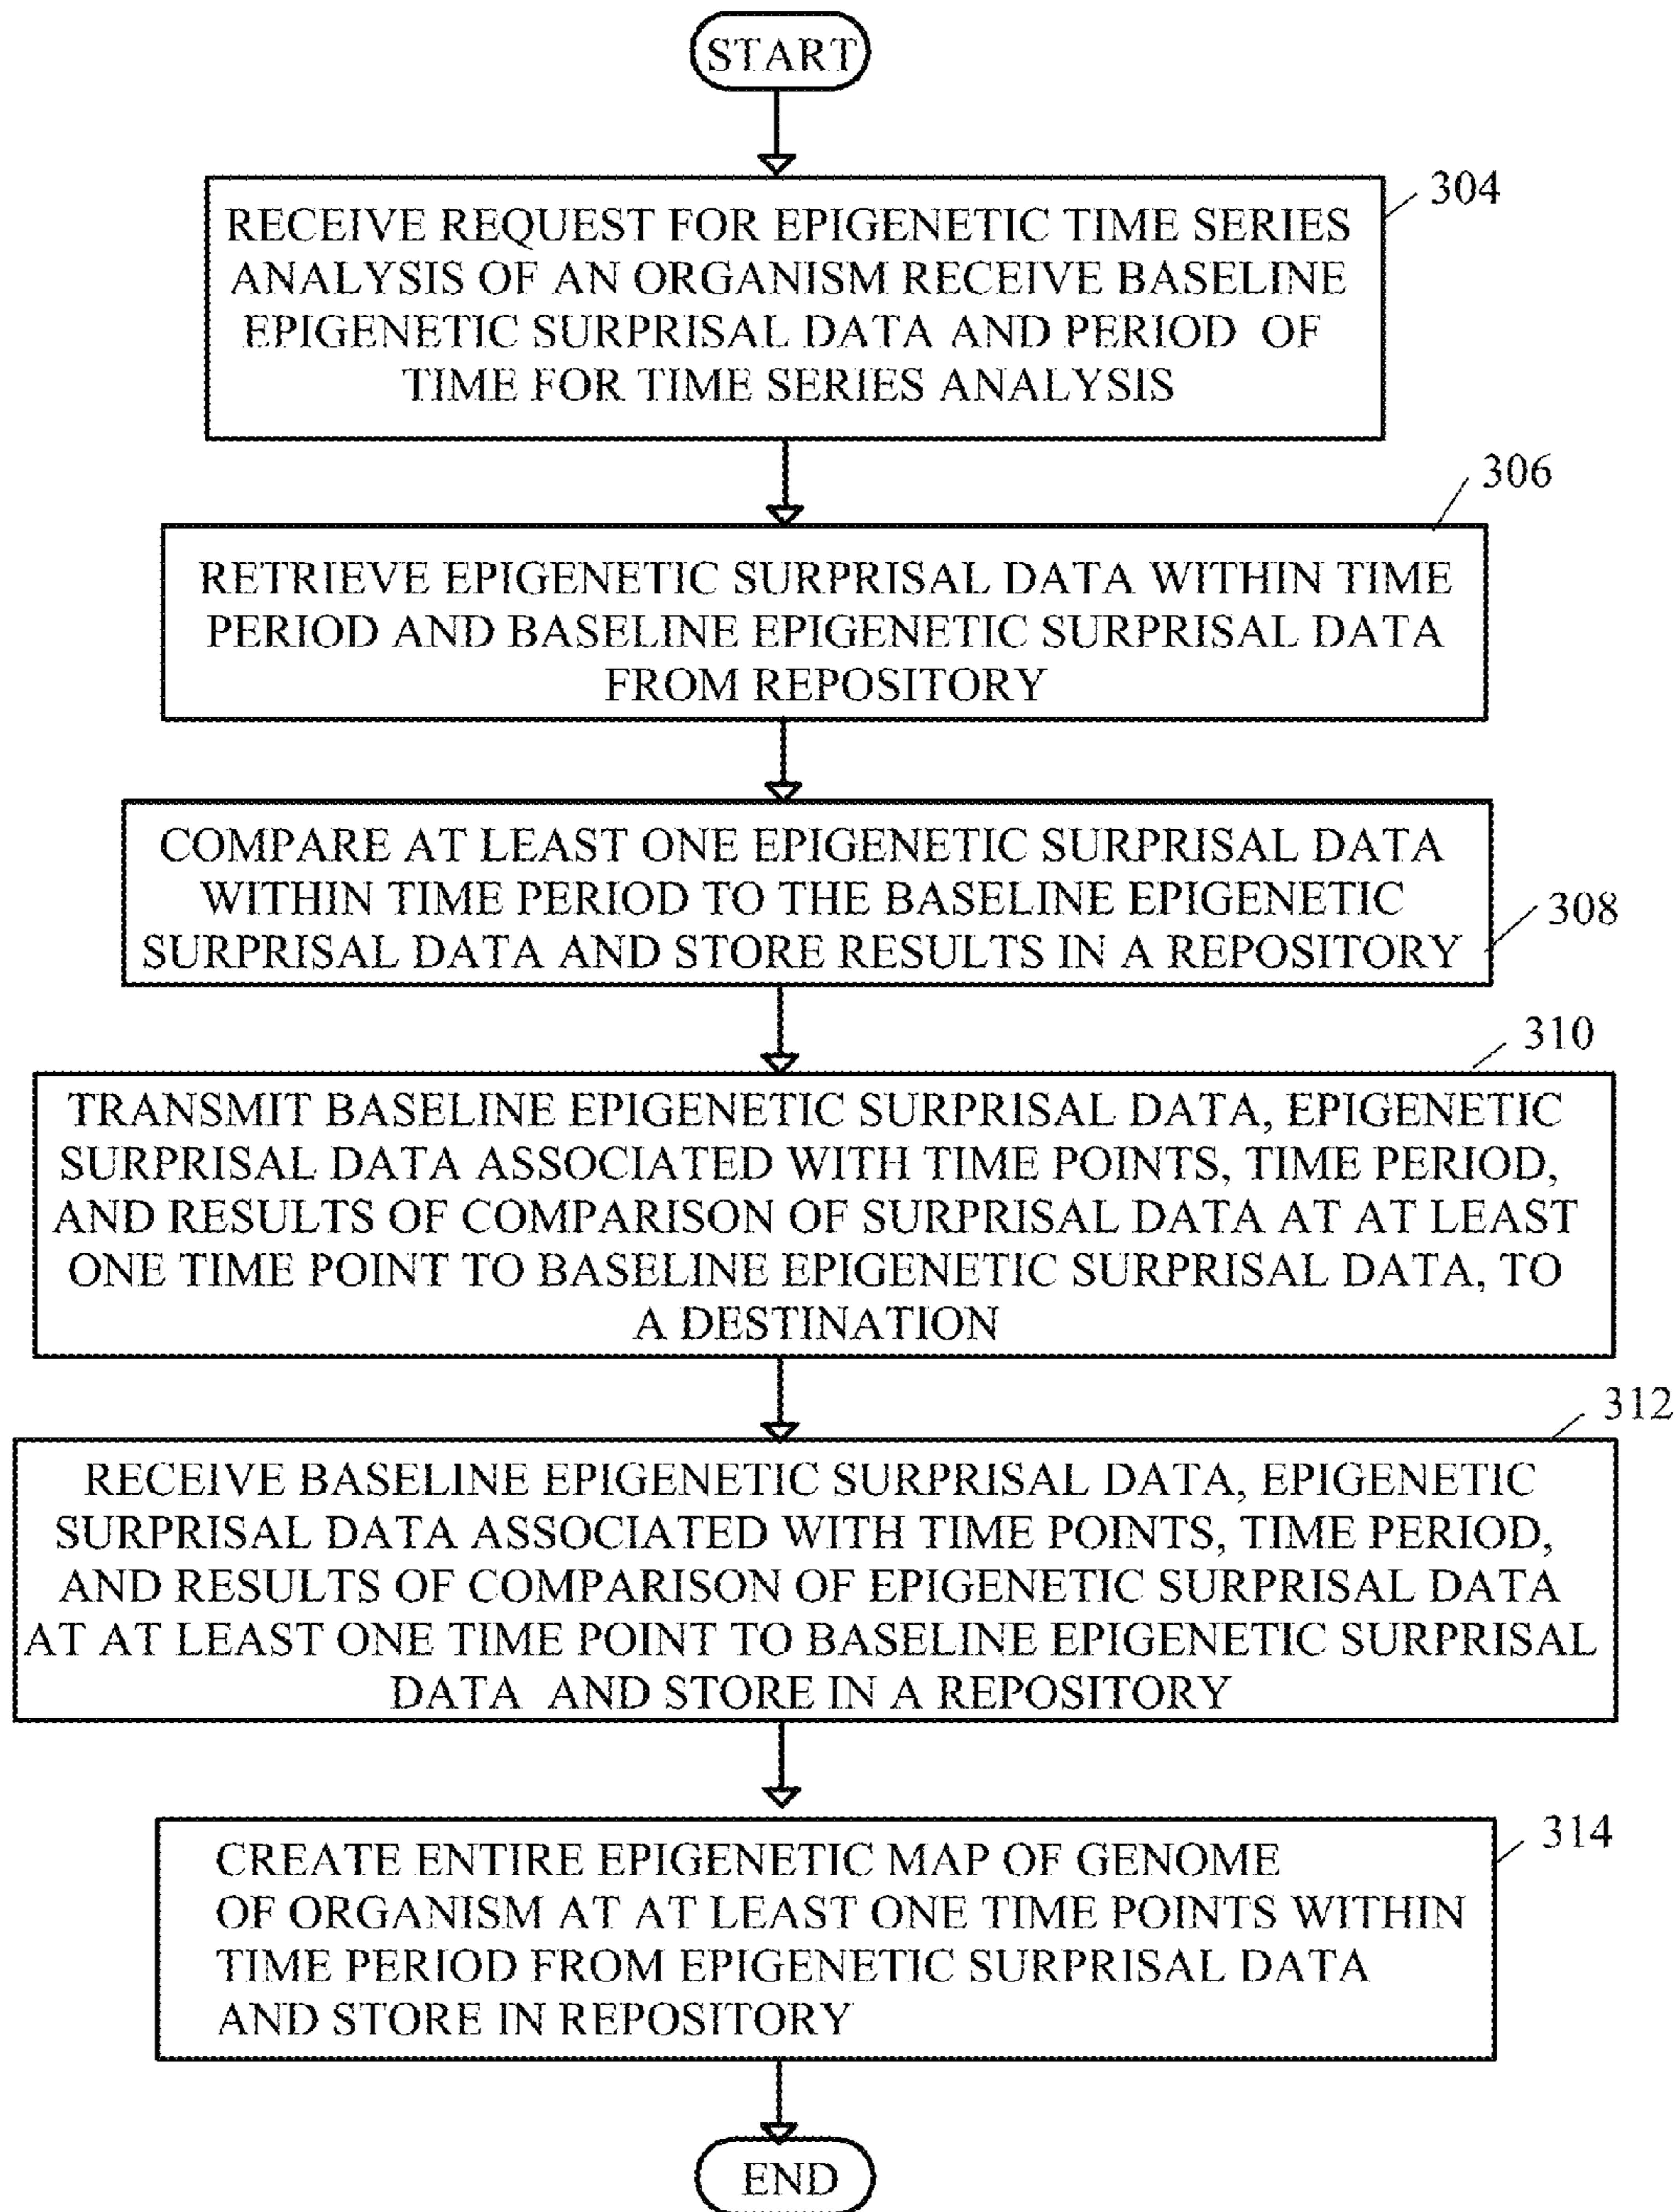 START
304
RECEIVE REQUEST FOR EPIGENETIC TIME SERIES
ANALYSIS OF AN ORGANISM RECEIVE BASELINE
EPIGENETIC SURPRISAL DATA AND PERIOD OF
TIME FOR TIME SERIES ANALYSIS
306
RETRIEVE EPIGENETIC SURPRISAL DATA WITHIN TIME
PERIOD AND BASELINE EPIGENETIC SURPRISAL DATA
FROM REPOSITORY
COMPARE AT LEAST ONE EPIGENETIC SURPRISAL DATA
WITHIN TIME PERIOD TO THE BASELINE EPIGENETIC
308
SURPRISAL DATA AND STORE RESULTS IN A REPOSITORY
310
TRANSMIT BASELINE EPIGENETIC SURPRISAL DATA, EPIGENETIC
SURPRISAL DATA ASSOCIATED WITH TIME POINTS, TIME PERIOD,
AND RESULTS OF COMPARISON OF SURPRISAL DATA AT AT LEAST
ONE TIME POINT TO BASELINE EPIGENETIC SURPRISAL DATA, TO
A DESTINATION
312
RECEIVE BASELINE EPIGENETIC SURPRISAL DATA, EPIGENETIC
SURPRISAL DATA ASSOCIATED WITH TIME POINTS, TIME PERIOD,
AND RESULTS OF COMPARISON OF EPIGENETIC SURPRISAL DATA
AT AT LEAST ONE TIME POINT TO BASELINE EPIGENETIC SURPRISAL
DATA AND STORE IN A REPOSITORY
314
CREATE ENTIRE EPIGENETIC MAP OF GENOME
OF ORGANISM AT AT LEAST ONE TIME POINTS WITHIN
TIME PERIOD FROM EPIGENETIC SURPRISAL DATA
AND STORE IN REPOSITORY
END